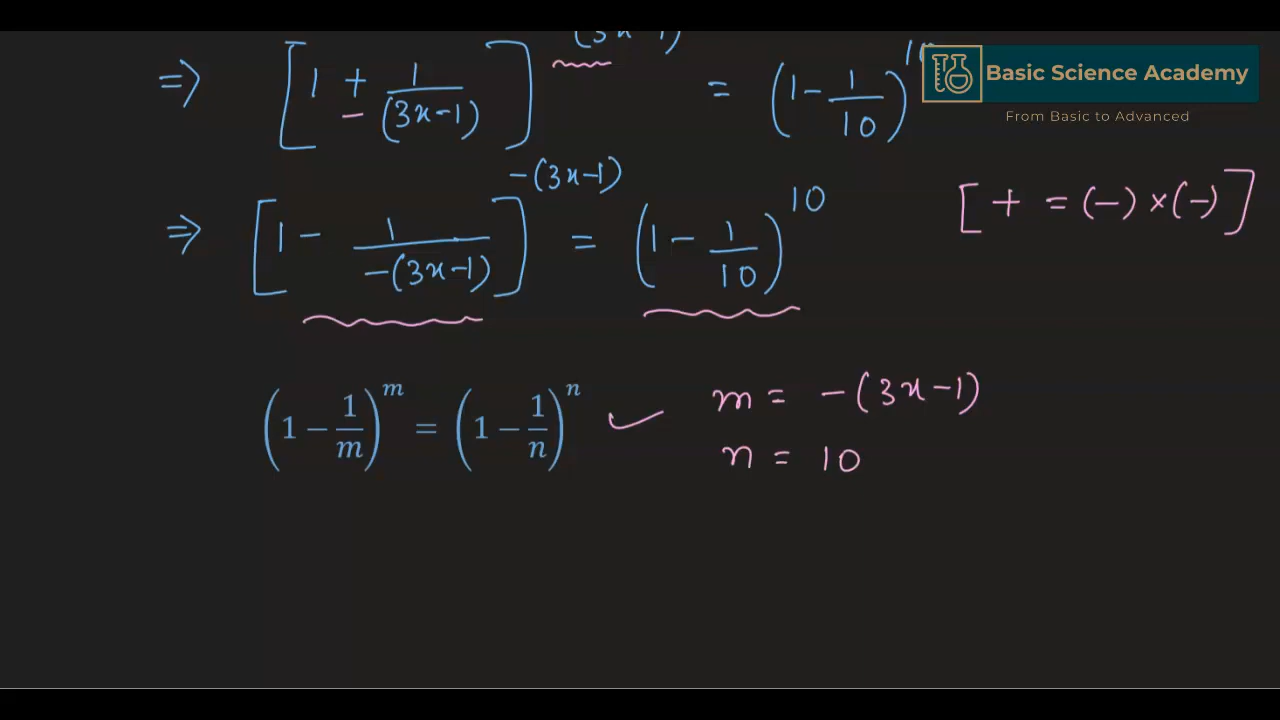 (3x-1)
⇒ [1 + 1/(3x-1)] = (1 - 1/10)^10
Basic Science Academy
From Basic to Advanced
⇒ [1 - 1/-(3x-1)]^-(3x-1) = (1 - 1/10)^10 [+ = (-) × (-)]
(1 - 1/m)^m = (1 - 1/n)^n ✓ m = -(3x-1)
n = 10